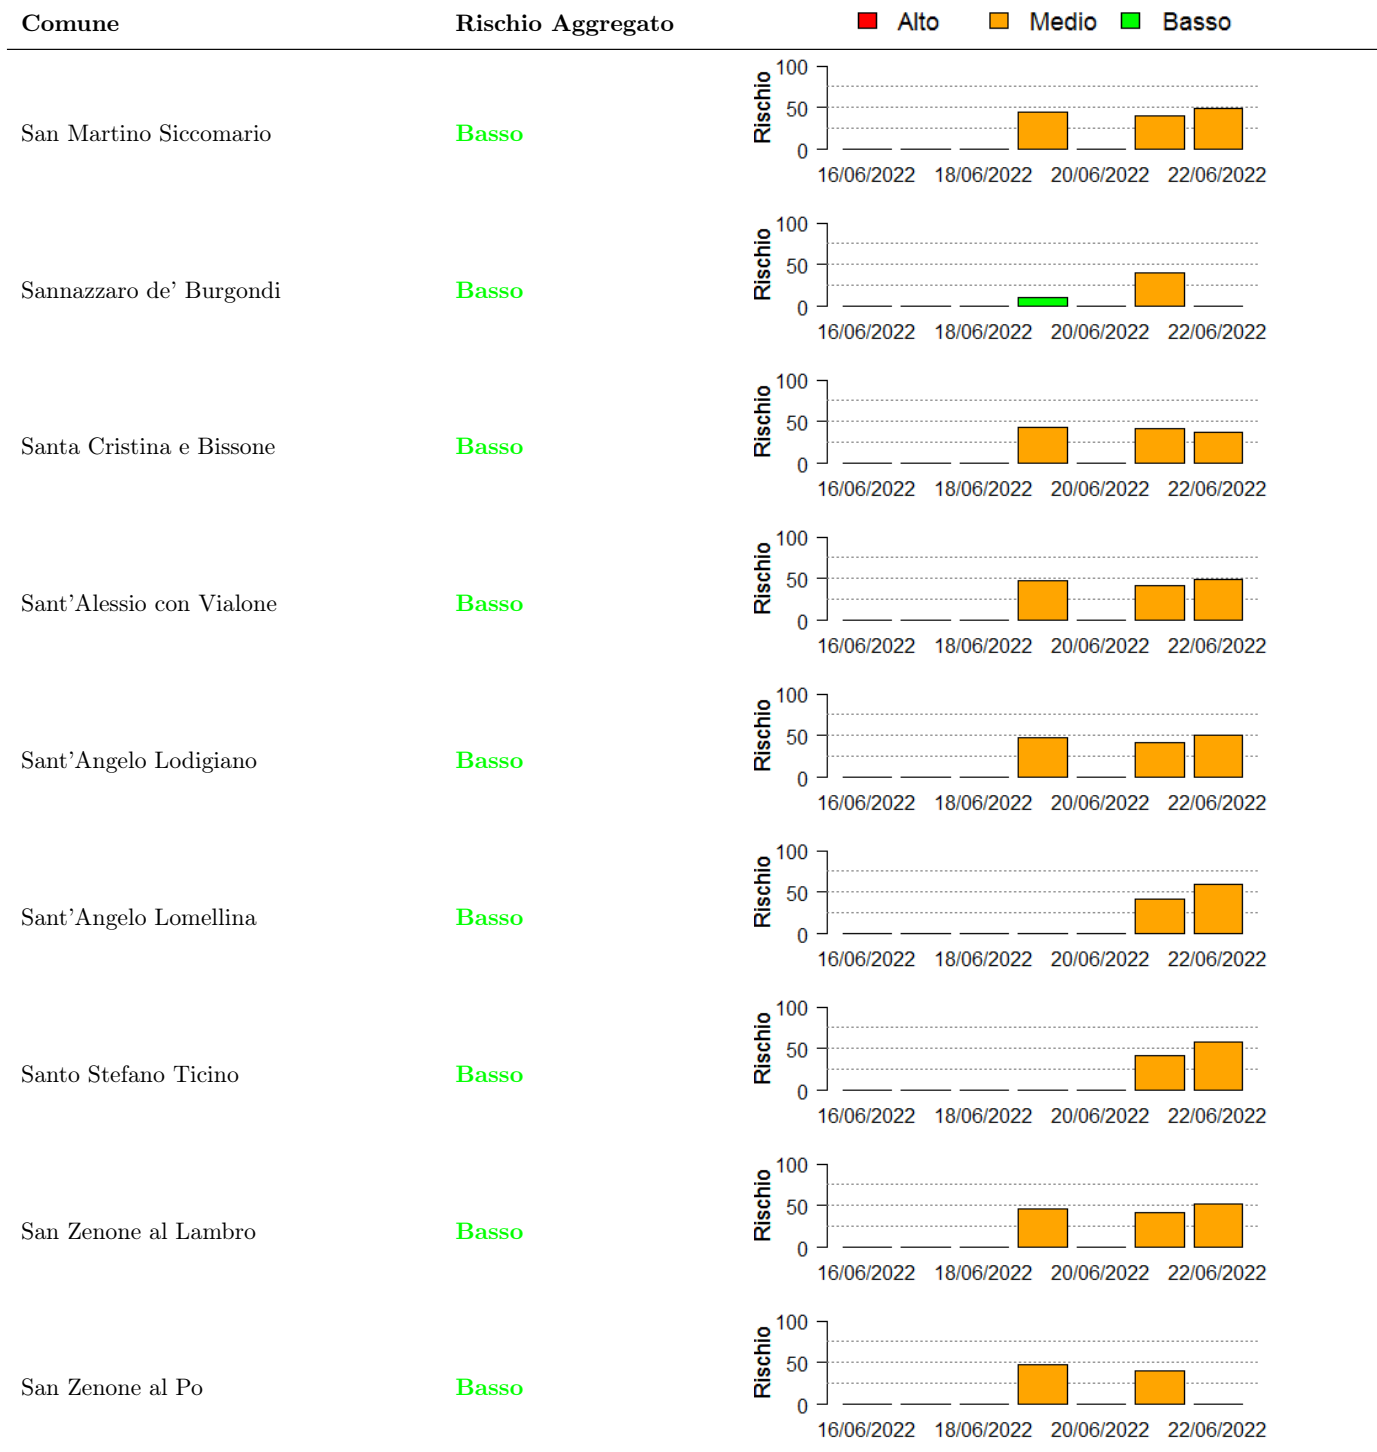 Comune Rischio Aggregato Alto Medio Basso
San Martino Siccomario Basso
Rischio
100
50
0
16/06/2022 18/06/2022 20/06/2022 22/06/2022
Sannazzaro de' Burgondi Basso
Rischio
100
50
0
16/06/2022 18/06/2022 20/06/2022 22/06/2022
Santa Cristina e Bissone Basso
Rischio
100
50
0
16/06/2022 18/06/2022 20/06/2022 22/06/2022
Sant'Alessio con Vialone Basso
Rischio
100
50
0
16/06/2022 18/06/2022 20/06/2022 22/06/2022
Sant'Angelo Lodigiano Basso
Rischio
100
50
0
16/06/2022 18/06/2022 20/06/2022 22/06/2022
Sant'Angelo Lomellina Basso
Rischio
100
50
0
16/06/2022 18/06/2022 20/06/2022 22/06/2022
Santo Stefano Ticino Basso
Rischio
100
50
0
16/06/2022 18/06/2022 20/06/2022 22/06/2022
San Zenone al Lambro Basso
Rischio
100
50
0
16/06/2022 18/06/2022 20/06/2022 22/06/2022
San Zenone al Po Basso
Rischio
100
50
0
16/06/2022 18/06/2022 20/06/2022 22/06/2022